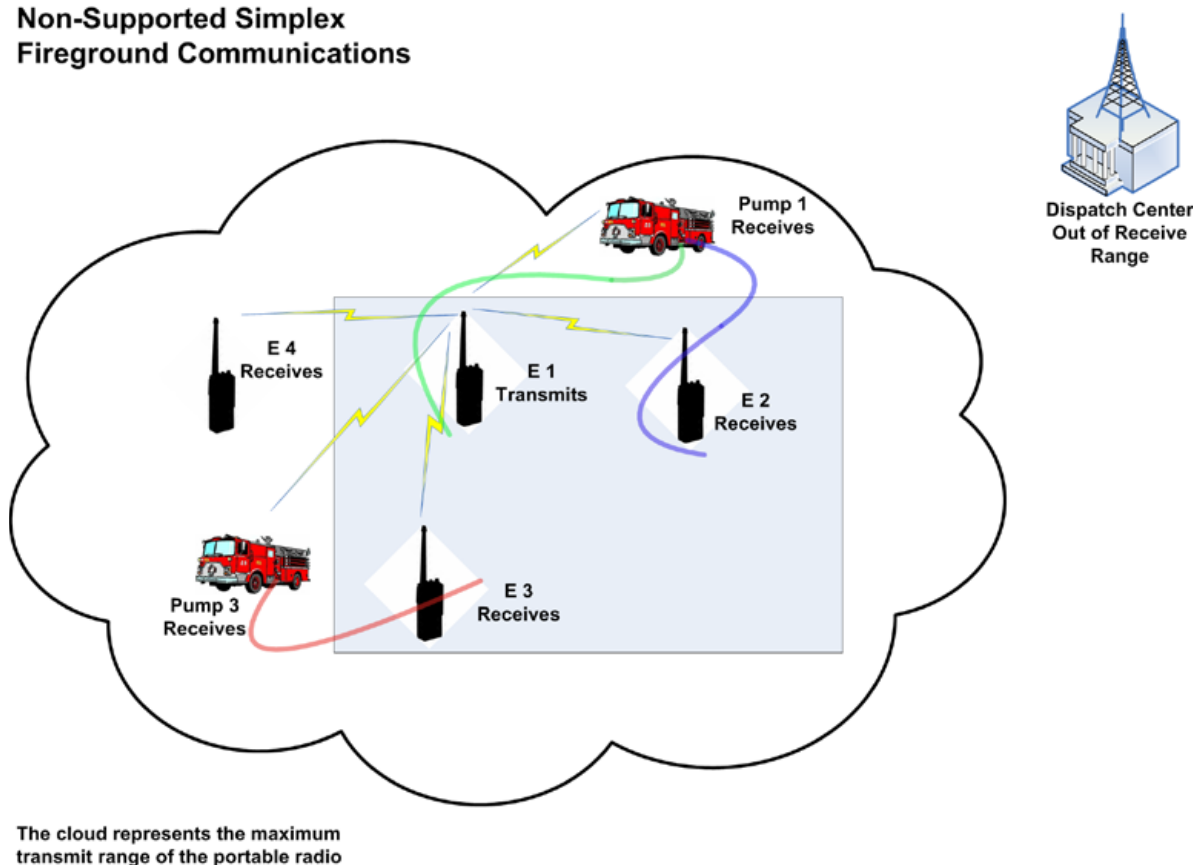 Non-Supported Simplex
Fireground Communications
Pump 1
Receives
Dispatch Center
Out of Receive
Range
E 4
Receives
E 1
Transmits
E 2
Receives
Pump 3
Receives
E 3
Receives
The cloud represents the maximum
transmit range of the portable radio